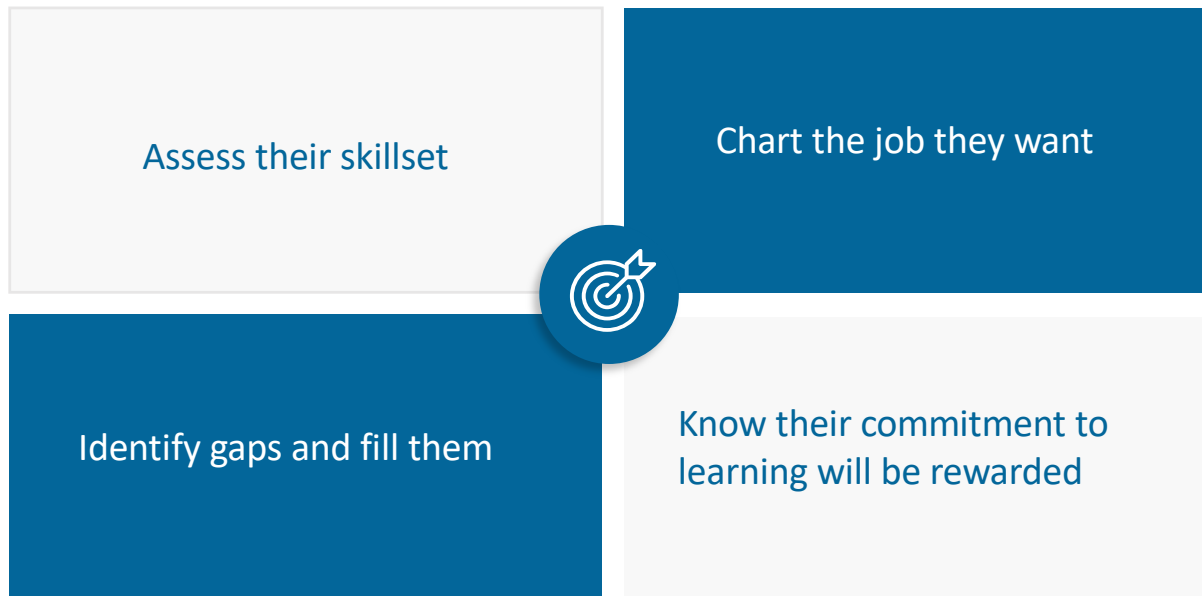 Assess their skillset
Chart the job they want
Identify gaps and fill them
Know their commitment to
learning will be rewarded